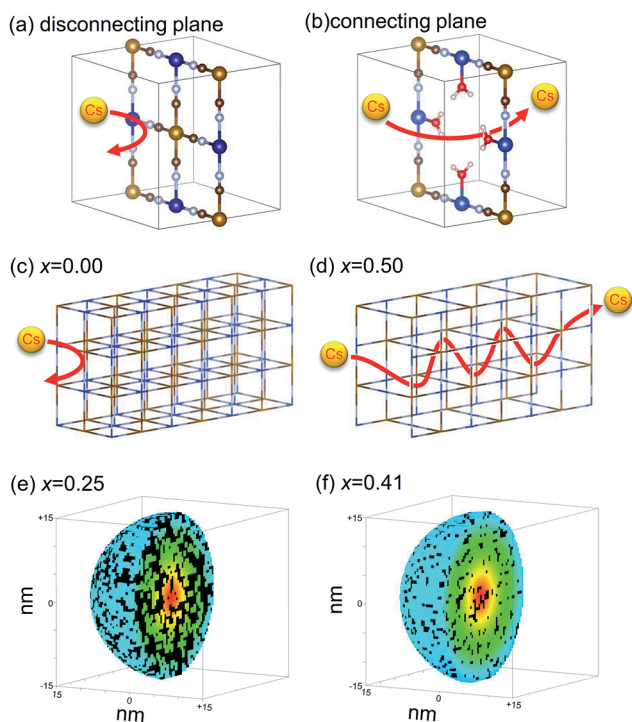 (a) disconnecting plane
(b)connecting plane
Cs
Cs
Cs
(c) x=0.00
(d) x=0.50
Cs
Cs
Cs
(e) x=0.25
(f) x=0.41
+15
nm
0
-15
15
0
+15
nm
+15
nm
0
-15
15
0
+15
nm